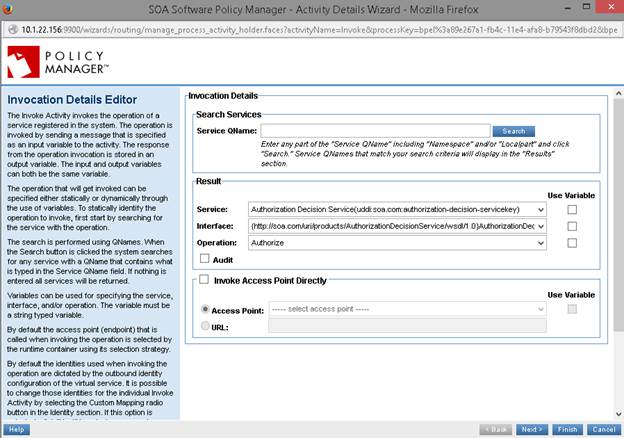 SOA Software Policy Manager - Activity Details Wizard - Mozilla Firefox
10.1.22.156:9900/wizards/routing/manage_process_activity_holder.faces?activityName=Invoke&processKey=bpel%3a89e267a1-fb4c-11e4-afa8-b79543f8dbd2&bpe
POLICY
MANAGER™
Invocation Details Editor
The Invoke Activity invokes the operation of a
service registered in the system. The operation is
invoked by sending a message that is specified
as an input variable to the activity. The response
from the operation invocation is stored in an
output variable. The input and output variables
can both be the same variable.
The operation that will get invoked can be
specified either statically or dynamically through
the use of variables. To statically identify the
operation to invoke, first start by searching for
the service with the operation.
The search is performed using QNames. When
the Search button is clicked the system searches
for any service with a QName that contains what
is typed in the Service QName field. If nothing is
entered all services will be returned.
Variables can be used for specifying the service,
interface, and/or operation. The variable must be
a string typed variable.
By default the access point (endpoint) that is
called when invoking the operation is selected by
the runtime container using its selection strategy.
By default the identities used when invoking the
operation are dictated by the outbound identity
configuration of the virtual service. It is possible
to change those identities for the individual Invoke
Activity by selecting the Custom Mapping radio
button in the Identity section. If this option is
Invocation Details
Search Services
Service QName:
Search
Enter any part of the "Service QName" including "Namespace" and/or "Localpart" and click
"Search." Service QNames that match your search criteria will display in the "Results"
section.
Result
Use Variable
Service: Authorization Decision Service(uddi:soa.com:authorization-decision-servicekey)
Interface: {http://soa.com/uri/products/AuthorizationDecisionService/wsdl/1.0}AuthorizationDec
Operation: Authorize
Audit
Invoke Access Point Directly
Use Variable
Access Point: ----- select access point -----
URL:
Help
< Back Next > Finish Cancel